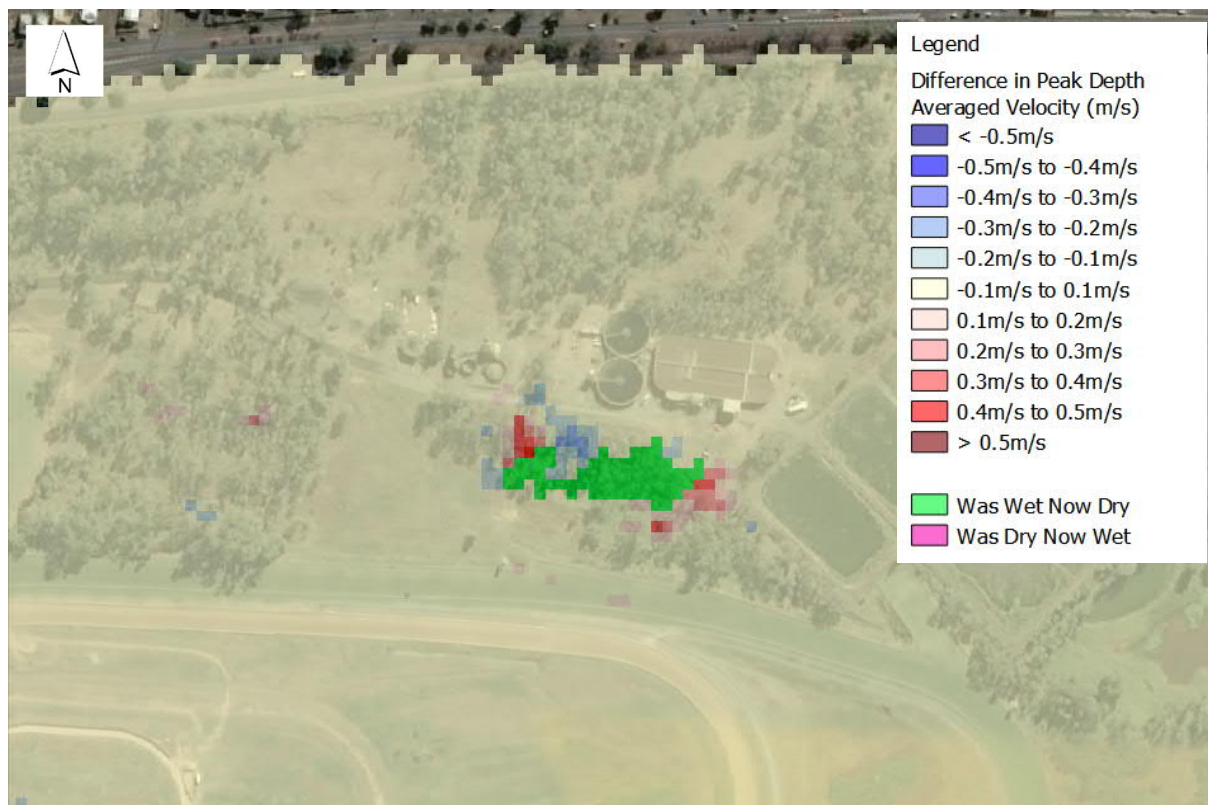 N
Legend
Difference in Peak Depth
Averaged Velocity (m/s)
< -0.5m/s
-0.5m/s to -0.4m/s
-0.4m/s to -0.3m/s
-0.3m/s to -0.2m/s
-0.2m/s to -0.1m/s
-0.1m/s to 0.1m/s
0.1m/s to 0.2m/s
0.2m/s to 0.3m/s
0.3m/s to 0.4m/s
0.4m/s to 0.5m/s
> 0.5m/s
Was Wet Now Dry
Was Dry Now Wet